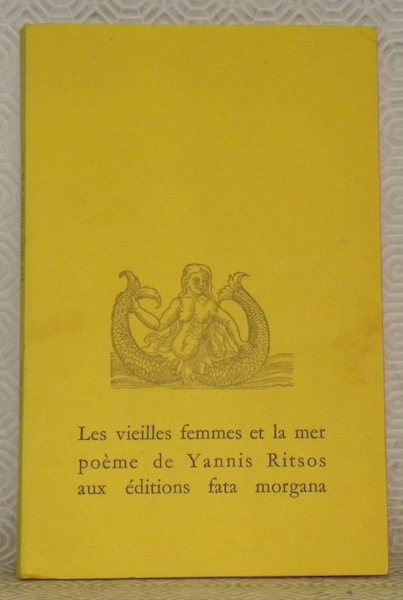 Les vieilles femmes et la mer
poème de Yannis Ritsos
aux éditions fata morgana